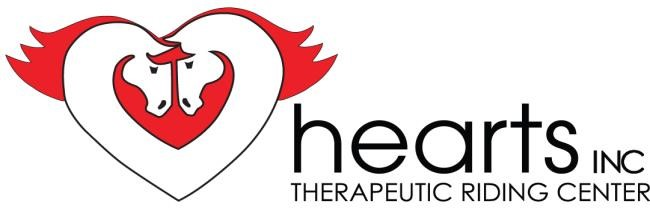 hearts INC
THERAPEUTIC RIDING CENTER